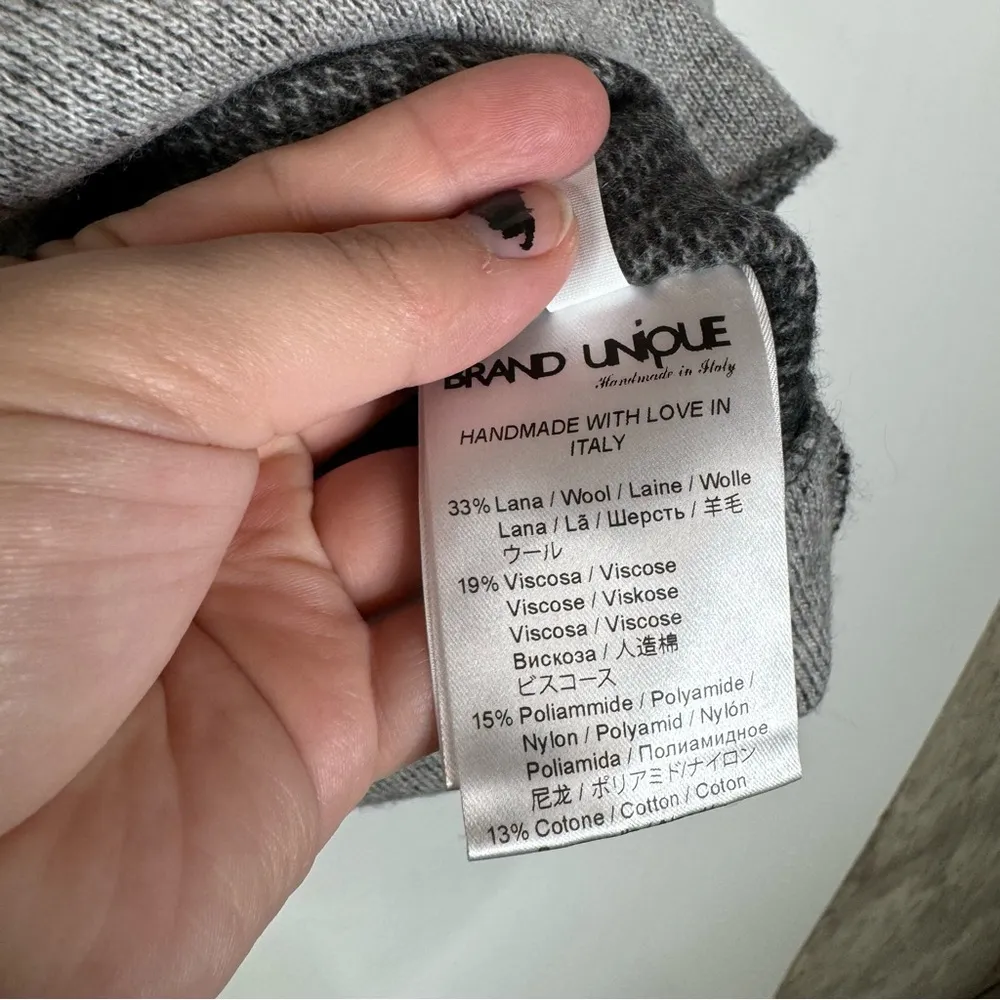 BRAND UNIQUE
Handmade in Italy
HANDMADE WITH LOVE IN
ITALY
33% Lana / Wool / Laine / Wolle
Lana / Lã / Шерсть / 羊毛
ウール
19% Viscosa / Viscose
Viscose / Viskose
Viscosa / Viscose
Вискоза / 人造棉
ビスコース
15% Poliammide / Polyamide /
Nylon / Polyamid / Nylón
Poliamida / Полиамидное
尼龙 / ポリアミド/ナイロン
13% Cotone / Cotton / Coton